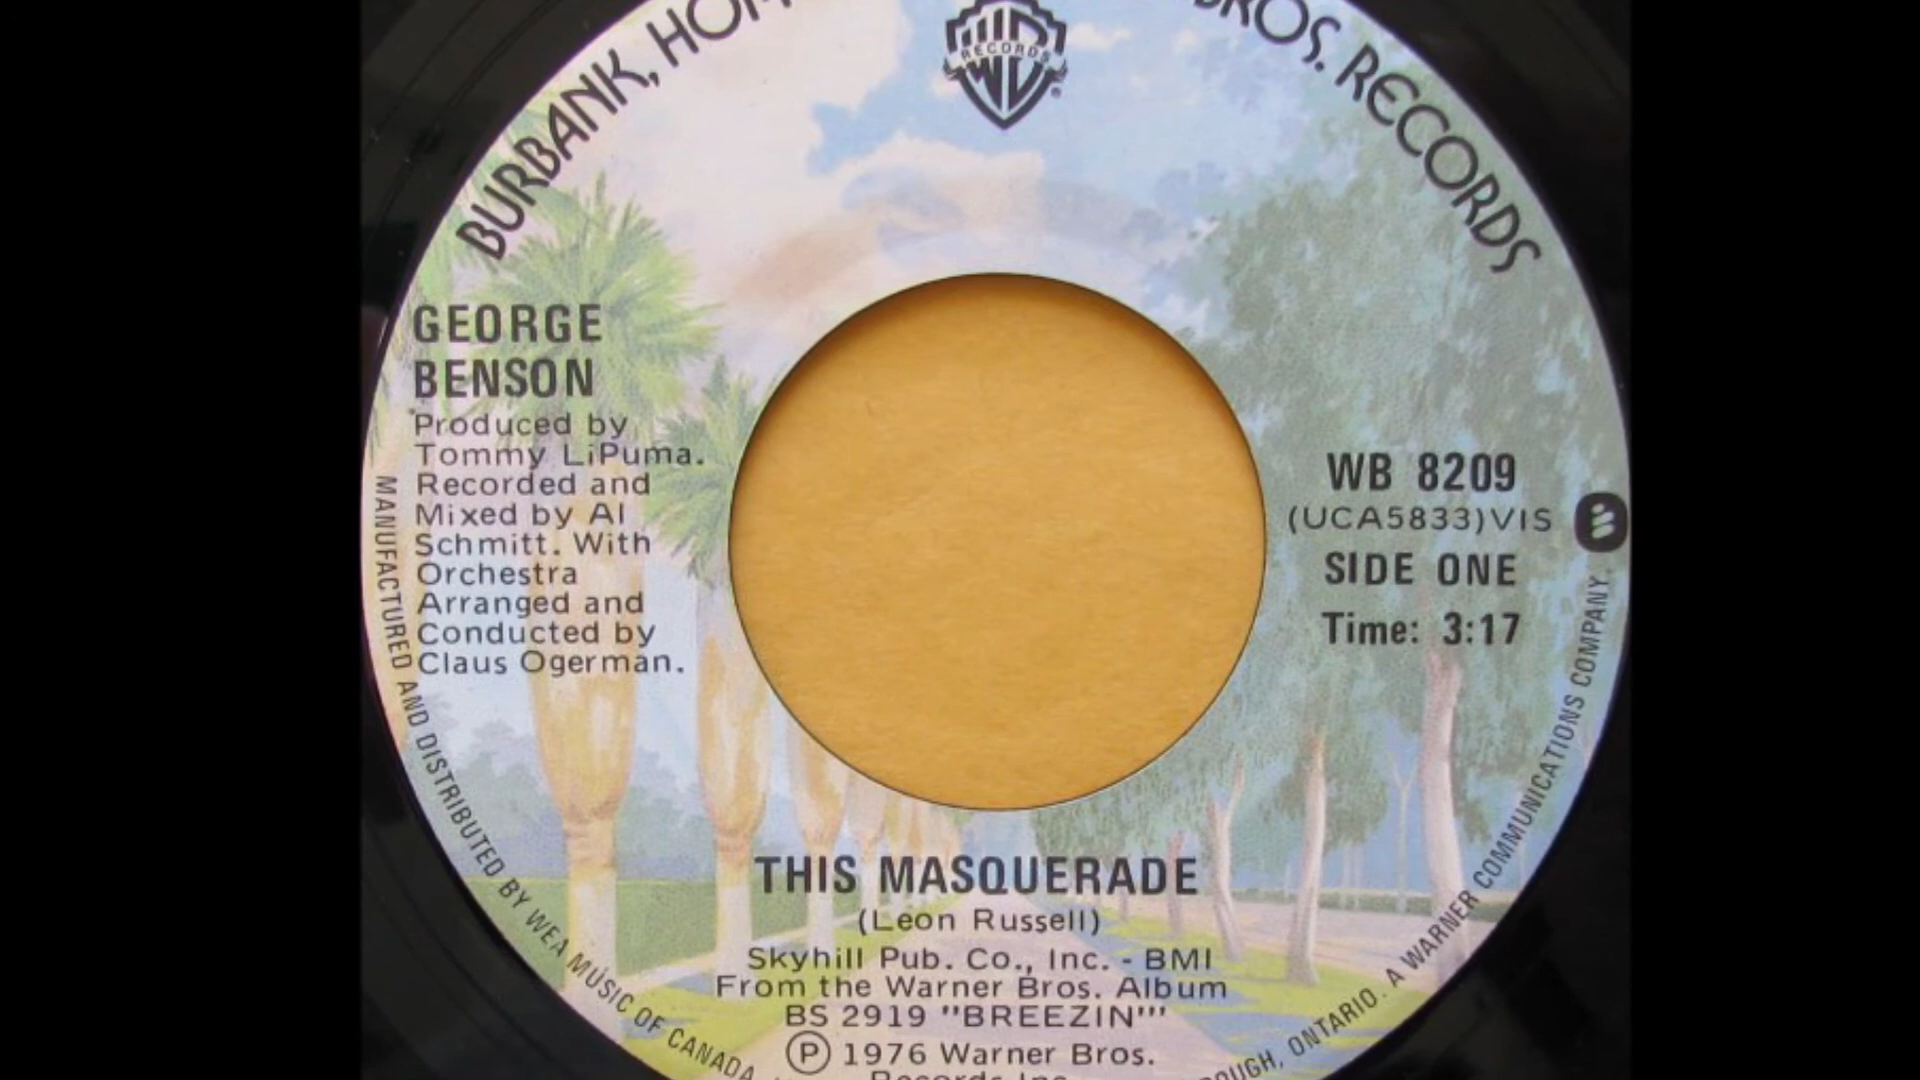 BURBANK, HOM
BROS. RECORDS
RECORDS
GEORGE
BENSON
Produced by
Tommy LiPuma.
Recorded and
Mixed by Al
Schmitt. With
Orchestra
Arranged and
Conducted by
Claus Ogerman.
WB 8209
(UCA5833)VIS
SIDE ONE
Time: 3:17
THIS MASQUERADE
(Leon Russell)
Skyhill Pub. Co., Inc. - BMI
From the Warner Bros. Album
BS 2919 "BREEZIN'"
Ⓟ 1976 Warner Bros.
Records Inc.
MANUFACTURED AND DISTRIBUTED BY WEA MUSIC OF CANADA,
OUGH, ONTARIO. A WARNER COMMUNICATIONS COMPANY.